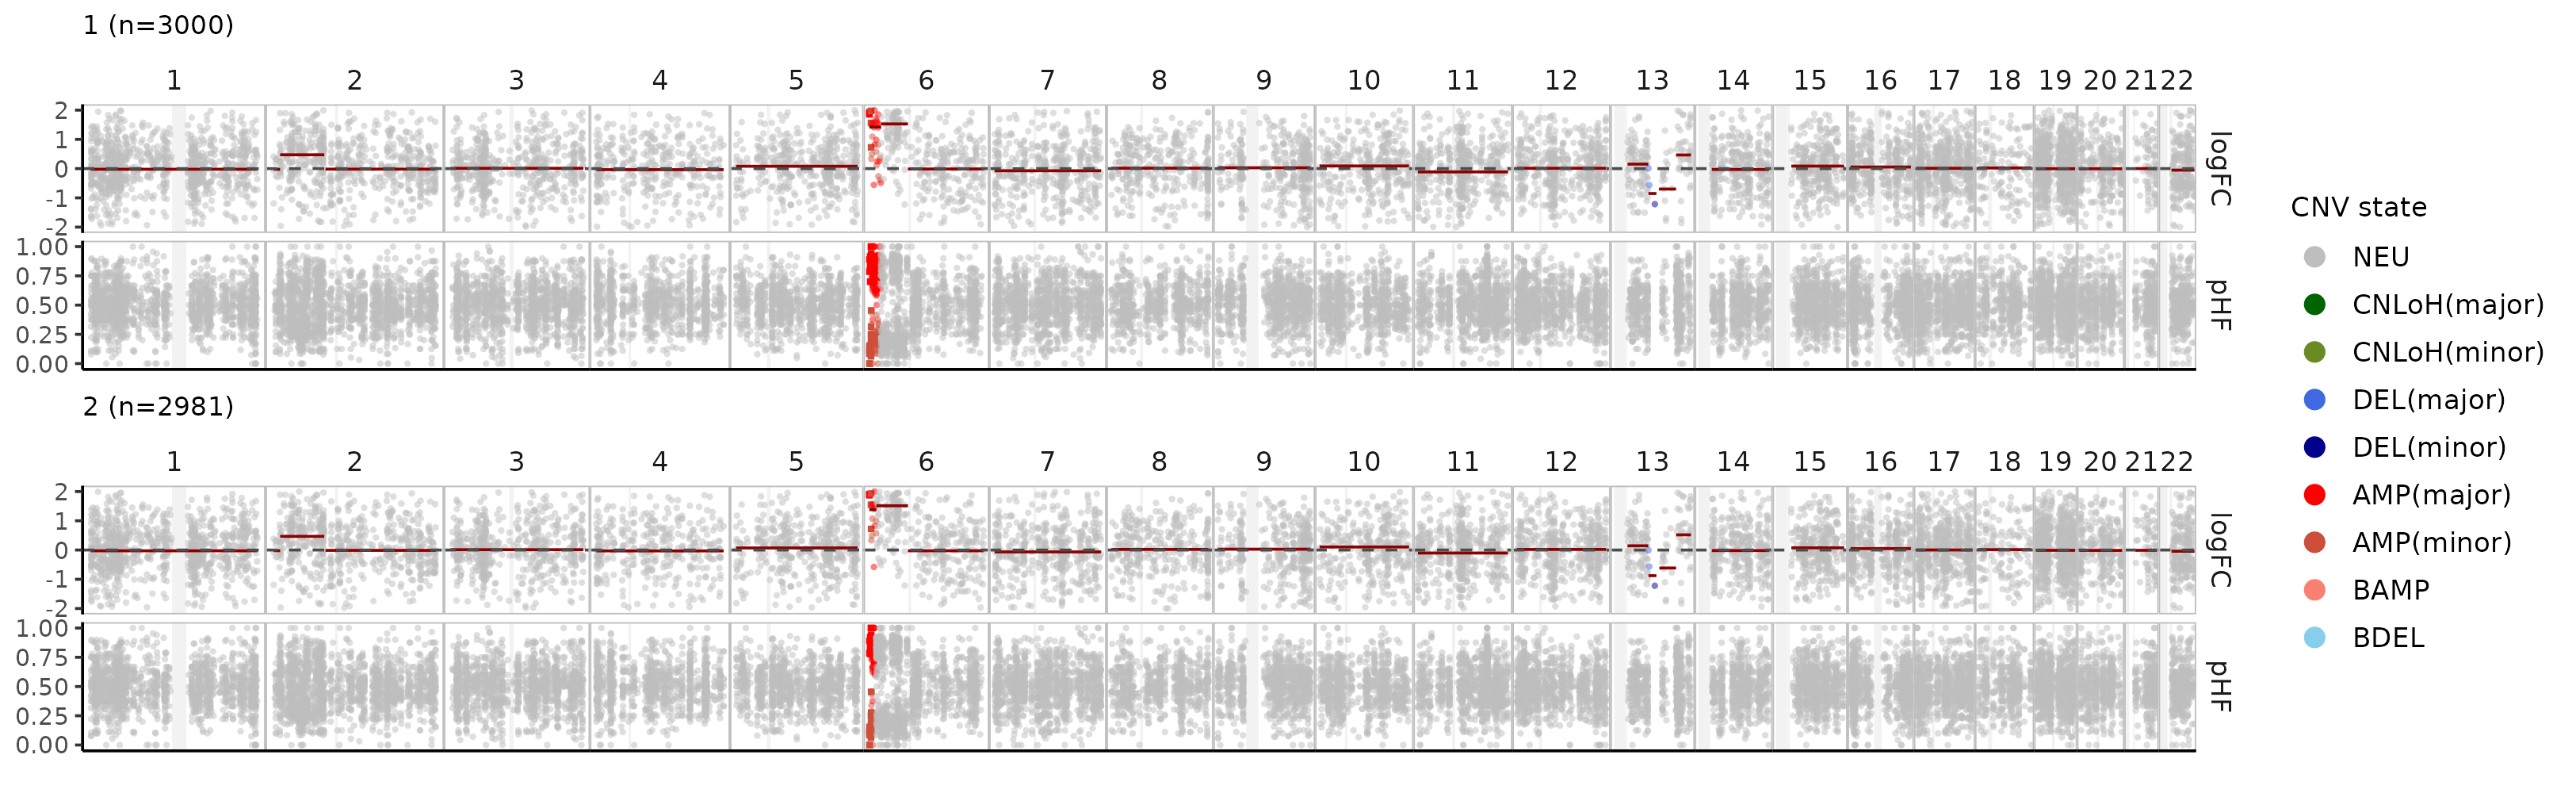 1 (n=3000)
1 2 3 4 5 6 7 8 9 10 11 12 13 14 15 16 17 18 19 20 21 22
2
1
0
-1
-2
logFC
1.00
0.75
0.50
0.25
0.00
pHF
2 (n=2981)
1 2 3 4 5 6 7 8 9 10 11 12 13 14 15 16 17 18 19 20 21 22
2
1
0
-1
-2
logFC
1.00
0.75
0.50
0.25
0.00
pHF
CNV state
NEU
CNLoH(major)
CNLoH(minor)
DEL(major)
DEL(minor)
AMP(major)
AMP(minor)
BAMP
BDEL